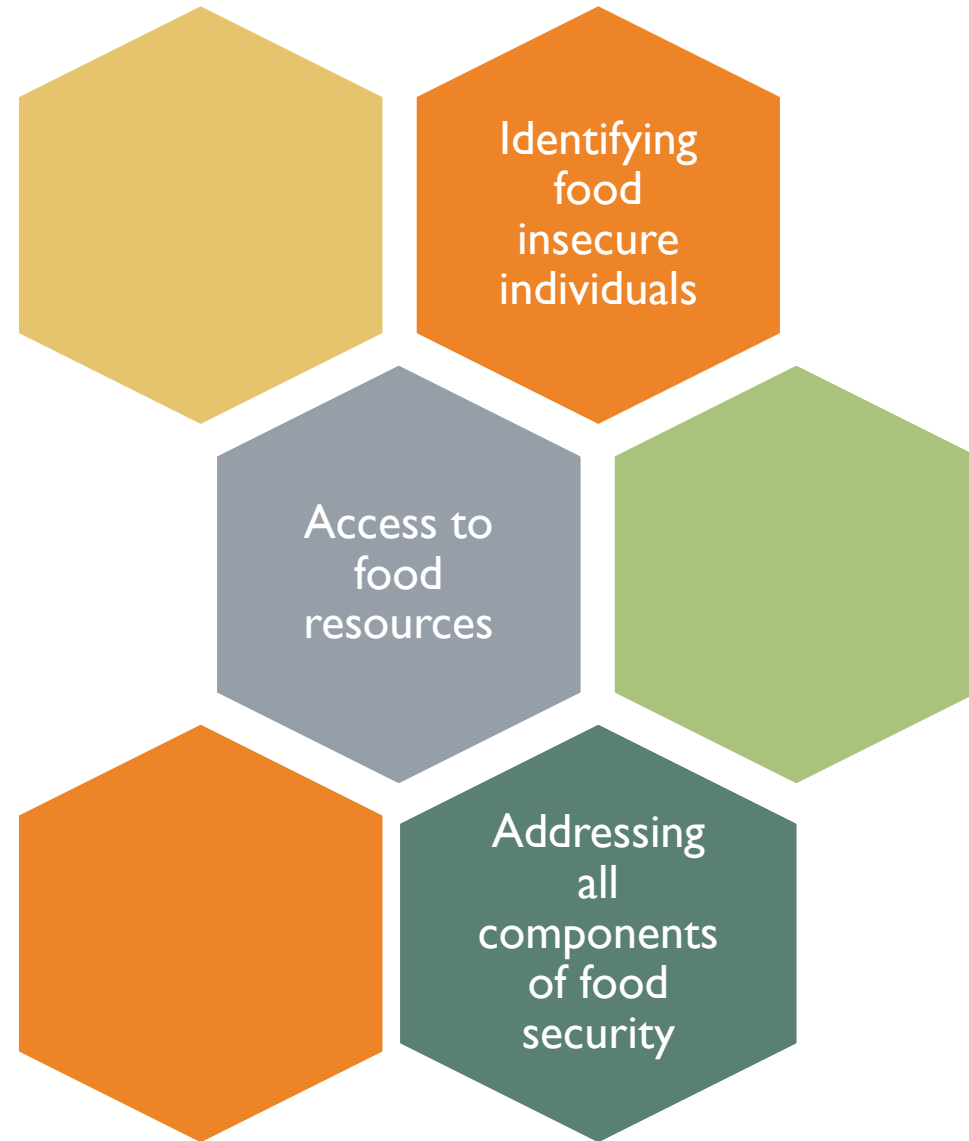 Identifying
food
insecure
individuals
Access to
food
resources
Addressing
all
components
of food
security